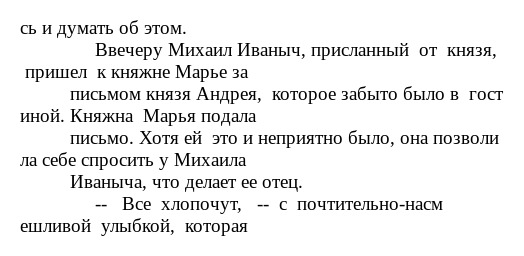 сь и думать об этом.
Ввечеру Михаил Иваныч, присланный  от  князя,
пришел  к княжне Марье за
письмом князя Андрея,  которое забыто было в  гост
иной. Княжна  Марья подала
письмо. Хотя ей  это и неприятно было, она позволи
ла себе спросить у Михаила
Иваныча, что делает ее отец.
--   Все  хлопочут,   --  с  почтительно-насм
ешливой  улыбкой,  которая